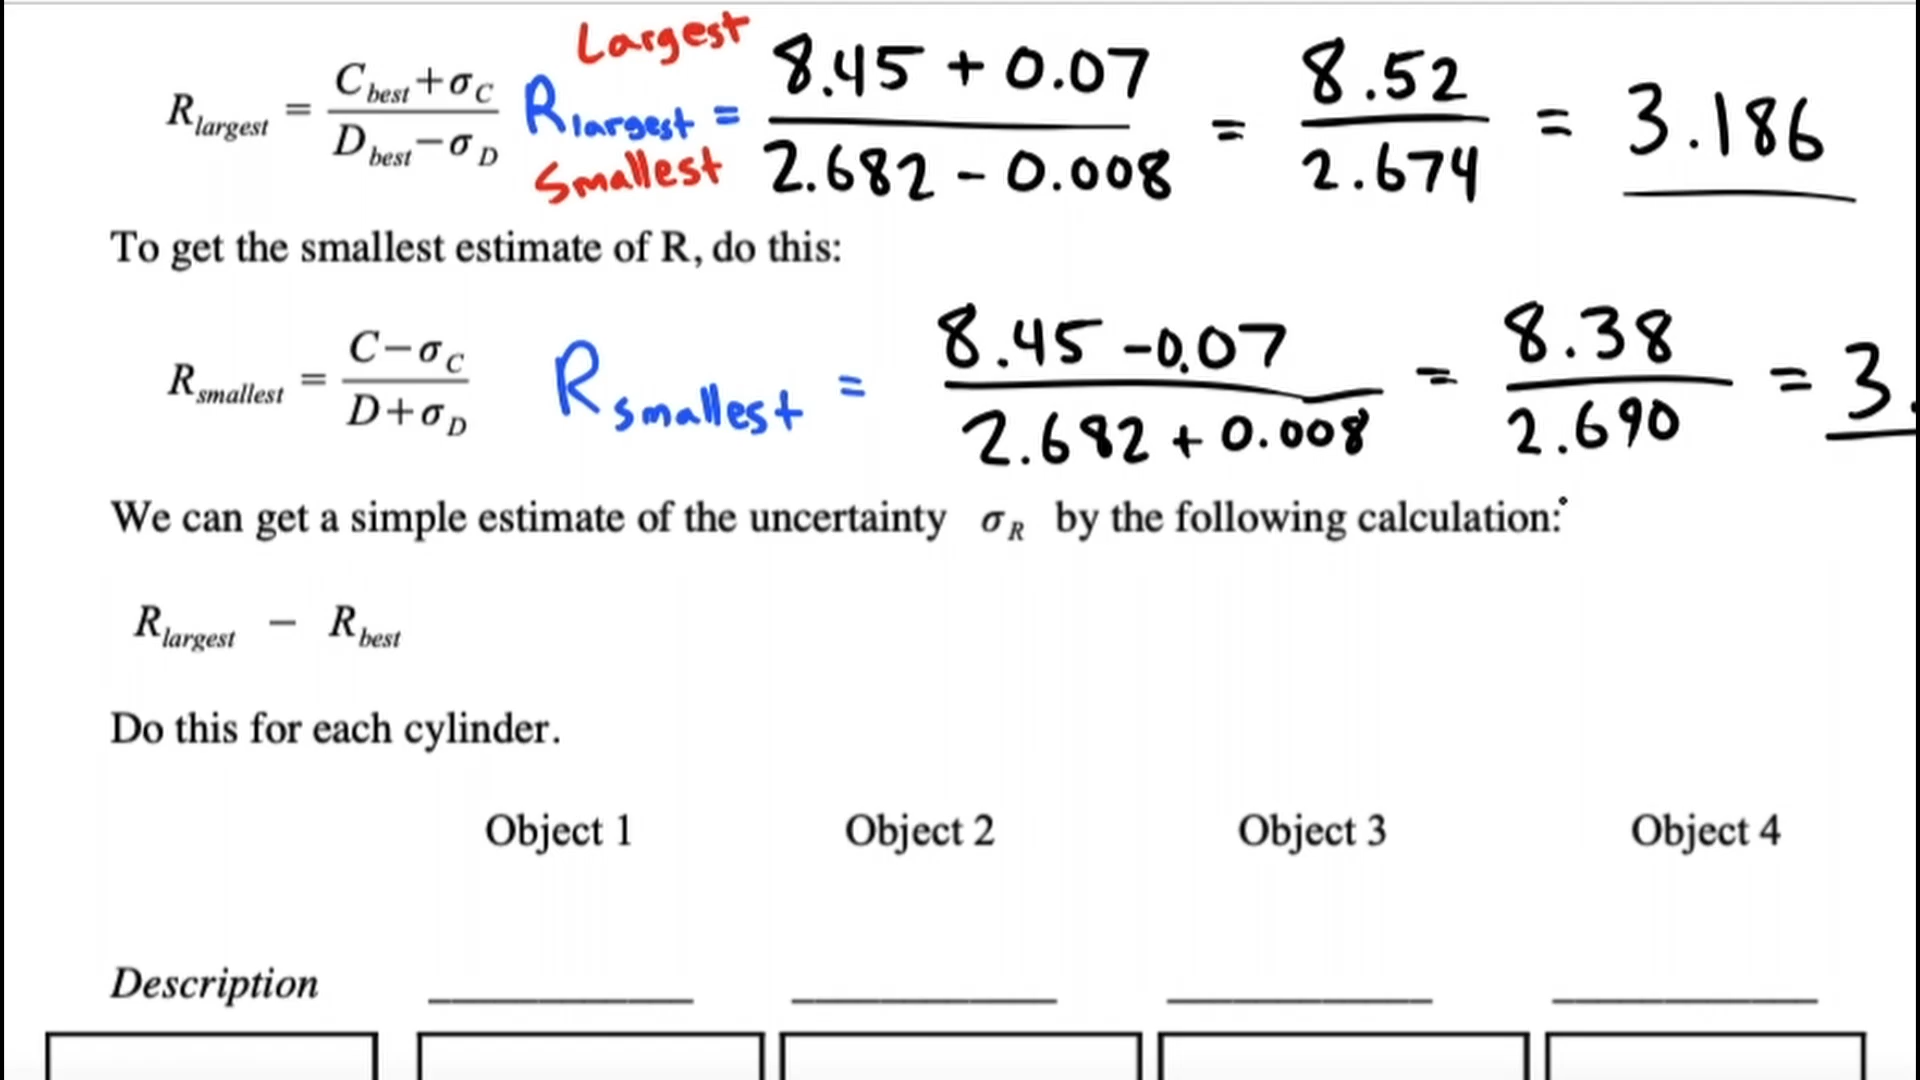 R_largest = (C_best+σ_C)/(D_best−σ_D) Largest R_largest = Smallest (8.45 + 0.07)/(2.682 - 0.008) = 8.52/2.674 = 3.186
To get the smallest estimate of R, do this:
R_smallest = (C−σ_C)/(D+σ_D) R_smallest = (8.45 -0.07)/(2.682 + 0.008) = 8.38/2.690 = 3.
We can get a simple estimate of the uncertainty σ_R by the following calculation:
R_largest − R_best
Do this for each cylinder.
Object 1 Object 2 Object 3 Object 4
Description